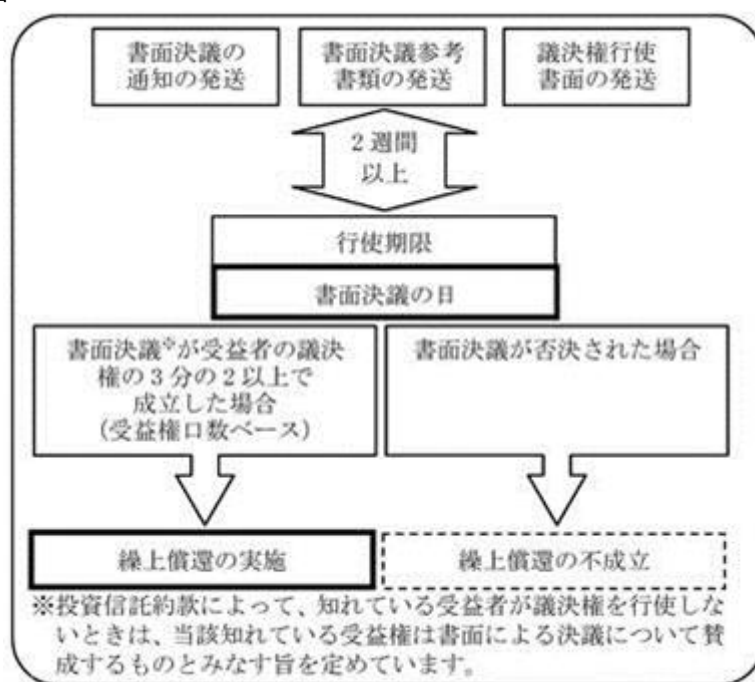 書面決議の
通知の発送
書面決議参考
書類の発送
議決権行使
書面の発送
2週間
以上
行使期限
書面決議の日
書面決議※が受益者の議決
権の3分の2以上で
成立した場合
(受益権口数ベース)
書面決議が否決された場合
繰上償還の実施
繰上償還の不成立
※投資信託約款によって、知れている受益者が議決権を行使しな
いときは、当該知れている受益権は書面による決議について賛
成するものとみなす旨を定めています。